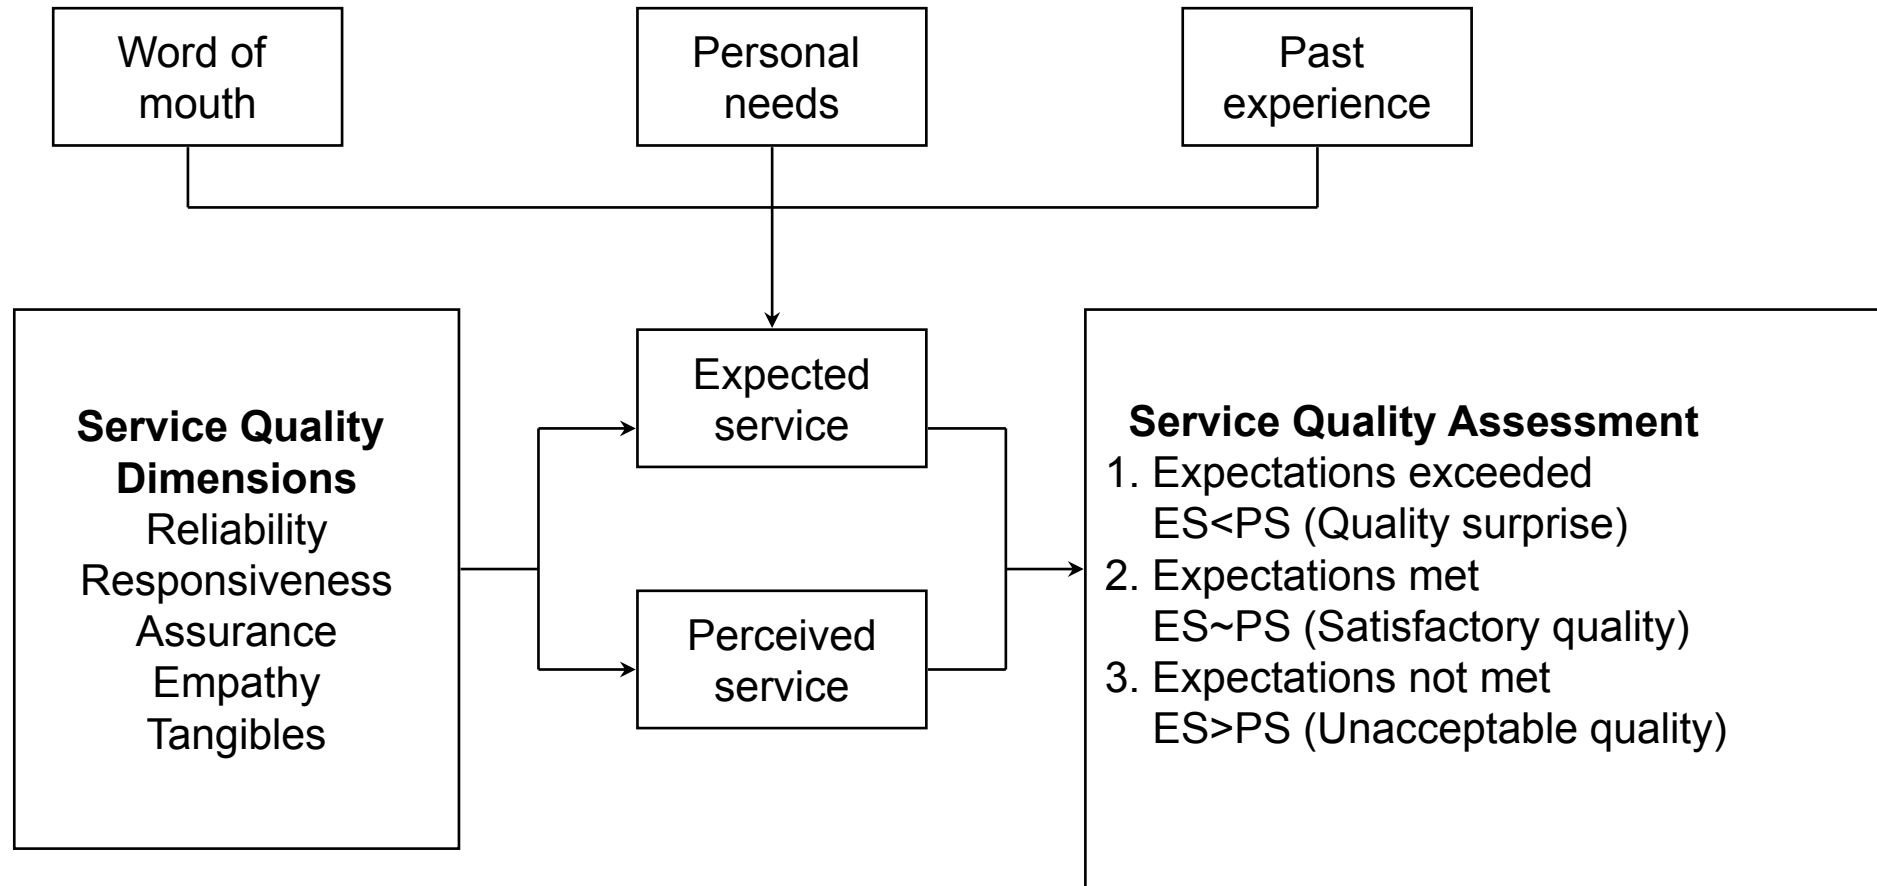 Word of
mouth
Personal
needs
Past
experience
Service Quality
Dimensions
Reliability
Responsiveness
Assurance
Empathy
Tangibles
Expected
service
Perceived
service
Service Quality Assessment
1. Expectations exceeded
ES<PS (Quality surprise)
2. Expectations met
ES~PS (Satisfactory quality)
3. Expectations not met
ES>PS (Unacceptable quality)